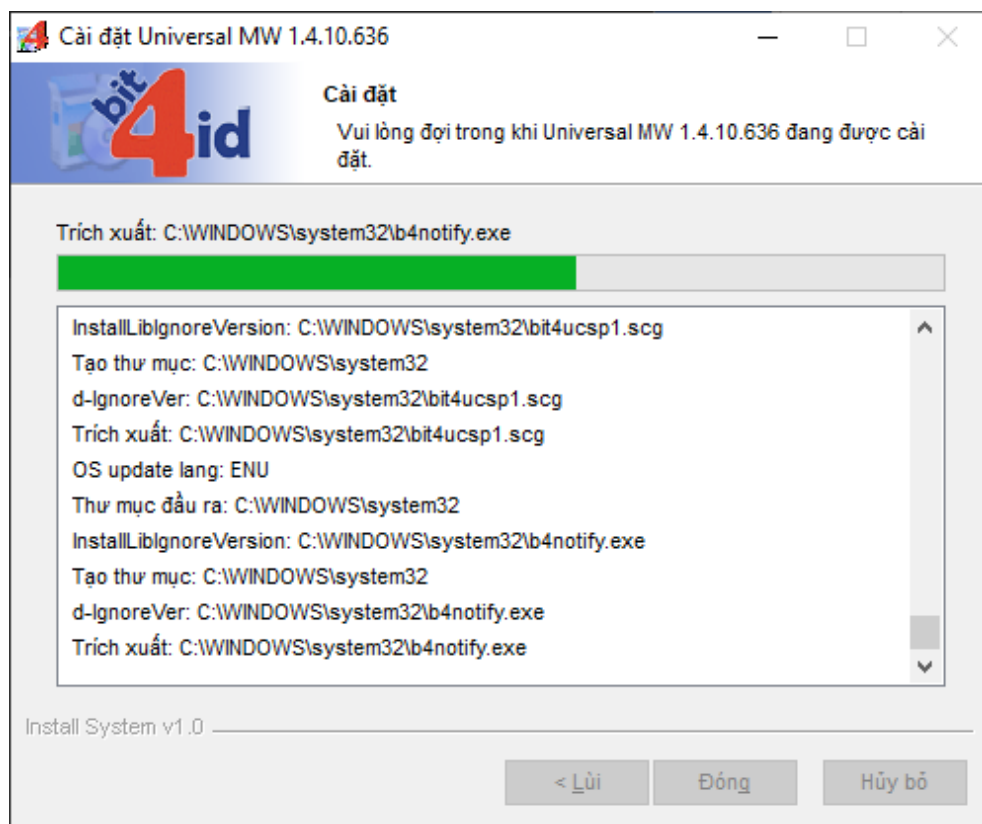 Cài đặt Universal MW 1.4.10.636
bit
4
id
Cài đặt
Vui lòng đợi trong khi Universal MW 1.4.10.636 đang được cài
đặt.
Trích xuất: C:\WINDOWS\system32\b4notify.exe
InstallLibIgnoreVersion: C:\WINDOWS\system32\bit4ucsp1.scg
Tạo thư mục: C:\WINDOWS\system32
d-IgnoreVer: C:\WINDOWS\system32\bit4ucsp1.scg
Trích xuất: C:\WINDOWS\system32\bit4ucsp1.scg
OS update lang: ENU
Thư mục đầu ra: C:\WINDOWS\system32
InstallLibIgnoreVersion: C:\WINDOWS\system32\b4notify.exe
Tạo thư mục: C:\WINDOWS\system32
d-IgnoreVer: C:\WINDOWS\system32\b4notify.exe
Trích xuất: C:\WINDOWS\system32\b4notify.exe
Install System v1.0
< Lùi
Đóng
Hủy bỏ